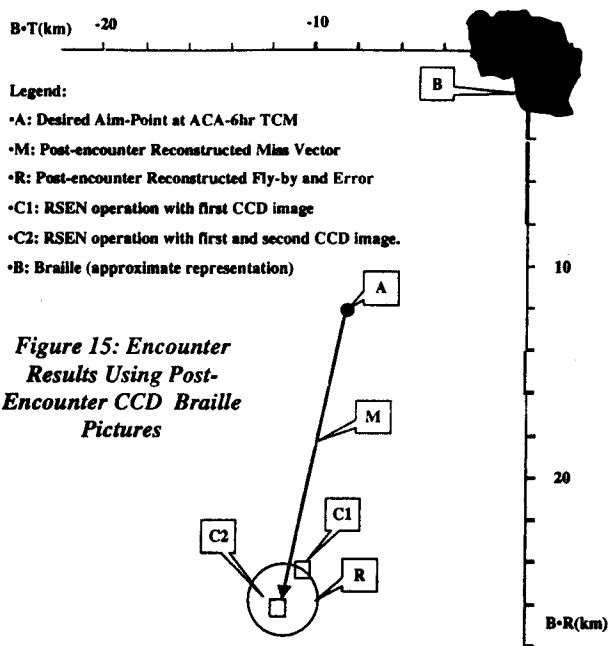 B•T(km) -20 -10
B
Legend:
•A: Desired Aim-Point at ACA-6hr TCM
•M: Post-encounter Reconstructed Miss Vector
•R: Post-encounter Reconstructed Fly-by and Error
•C1: RSEN operation with first CCD image
•C2: RSEN operation with first and second CCD image.
•B: Braille (approximate representation)
10
A
Figure 15: Encounter
Results Using Post-
Encounter CCD Braille
Pictures
M
20
C1
C2
R
B•R(km)